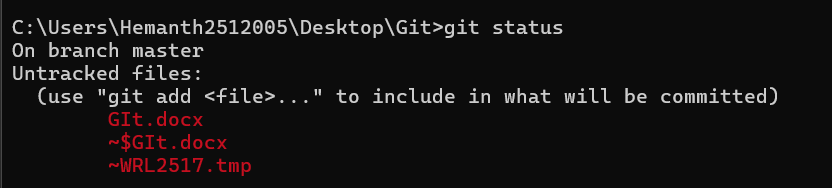 C:\Users\Hemanth2512005\Desktop\Git>git status
On branch master
Untracked files:
  (use "git add <file>..." to include in what will be committed)
        GIt.docx
        ~$GIt.docx
        ~WRL2517.tmp